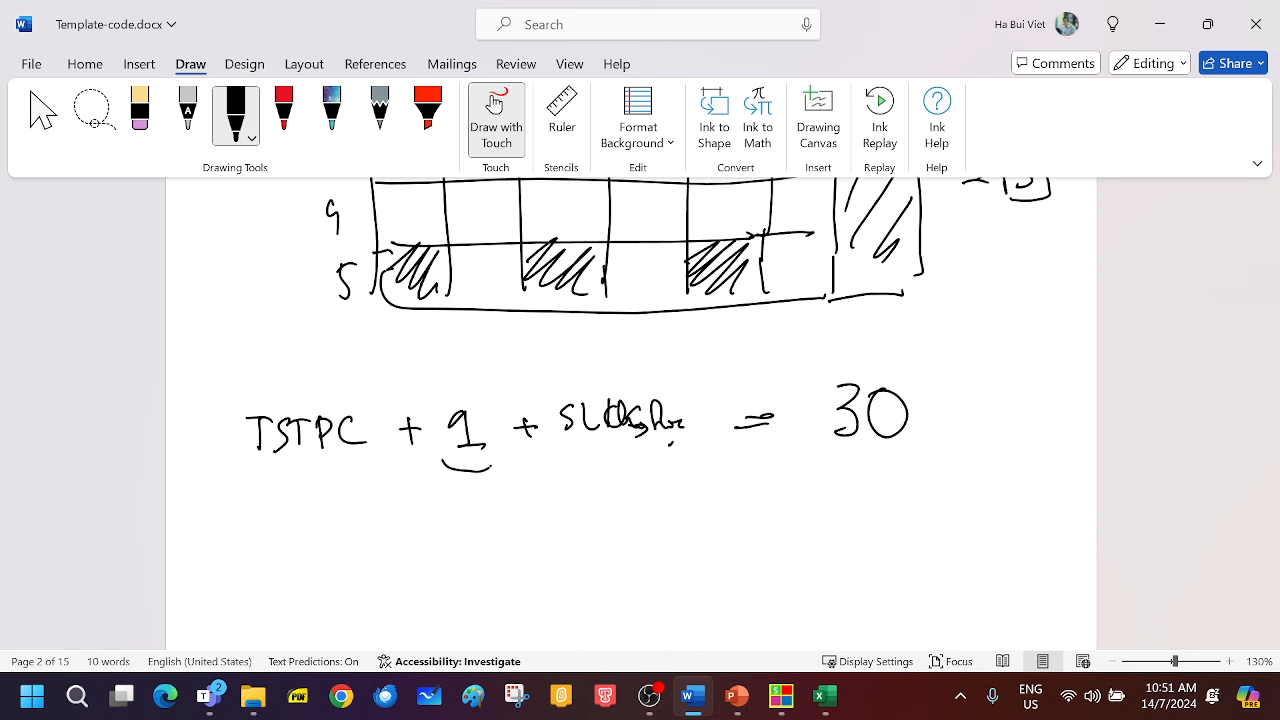 Template-code.docx
Search
Ha Bui Viet
File Home Insert Draw Design Layout References Mailings Review View Help
Comments Editing Share
Draw with Touch
Ruler
Format Background
Ink to Shape
Ink to Math
Drawing Canvas
Ink Replay
Ink Help
Drawing Tools Touch Stencils Edit Convert Insert Replay Help
9
5
TSTPC + 9 + = 30
Page 2 of 15 10 words English (United States) Text Predictions: On Accessibility: Investigate Display Settings Focus 130%
2
PDF
ENG
US
10:51 AM
14/7/2024
PRE